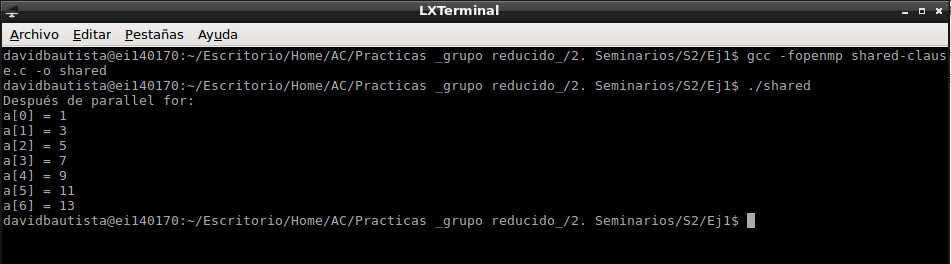 LXTerminal
Archivo Editar Pestañas Ayuda
davidbautista@ei140170:~/Escritorio/Home/AC/Practicas _grupo reducido_/2. Seminarios/S2/Ej1$ gcc -fopenmp shared-claus
e.c -o shared
davidbautista@ei140170:~/Escritorio/Home/AC/Practicas _grupo reducido_/2. Seminarios/S2/Ej1$ ./shared
Después de parallel for:
a[0] = 1
a[1] = 3
a[2] = 5
a[3] = 7
a[4] = 9
a[5] = 11
a[6] = 13
davidbautista@ei140170:~/Escritorio/Home/AC/Practicas _grupo reducido_/2. Seminarios/S2/Ej1$